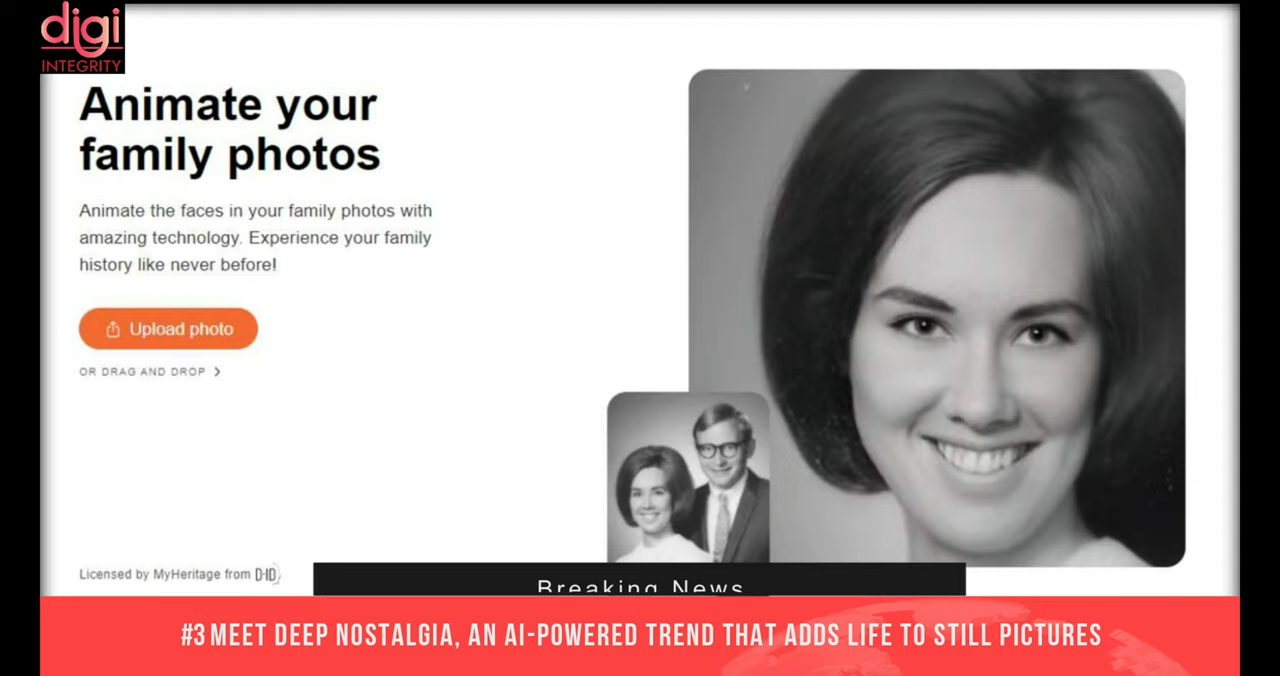 digi
INTEGRITY
Animate your
family photos
Animate the faces in your family photos with
amazing technology. Experience your family
history like never before!
Upload photo
OR DRAG AND DROP
Licensed by MyHeritage from D-ID
Breaking News
#3 MEET DEEP NOSTALGIA, AN AI-POWERED TREND THAT ADDS LIFE TO STILL PICTURES